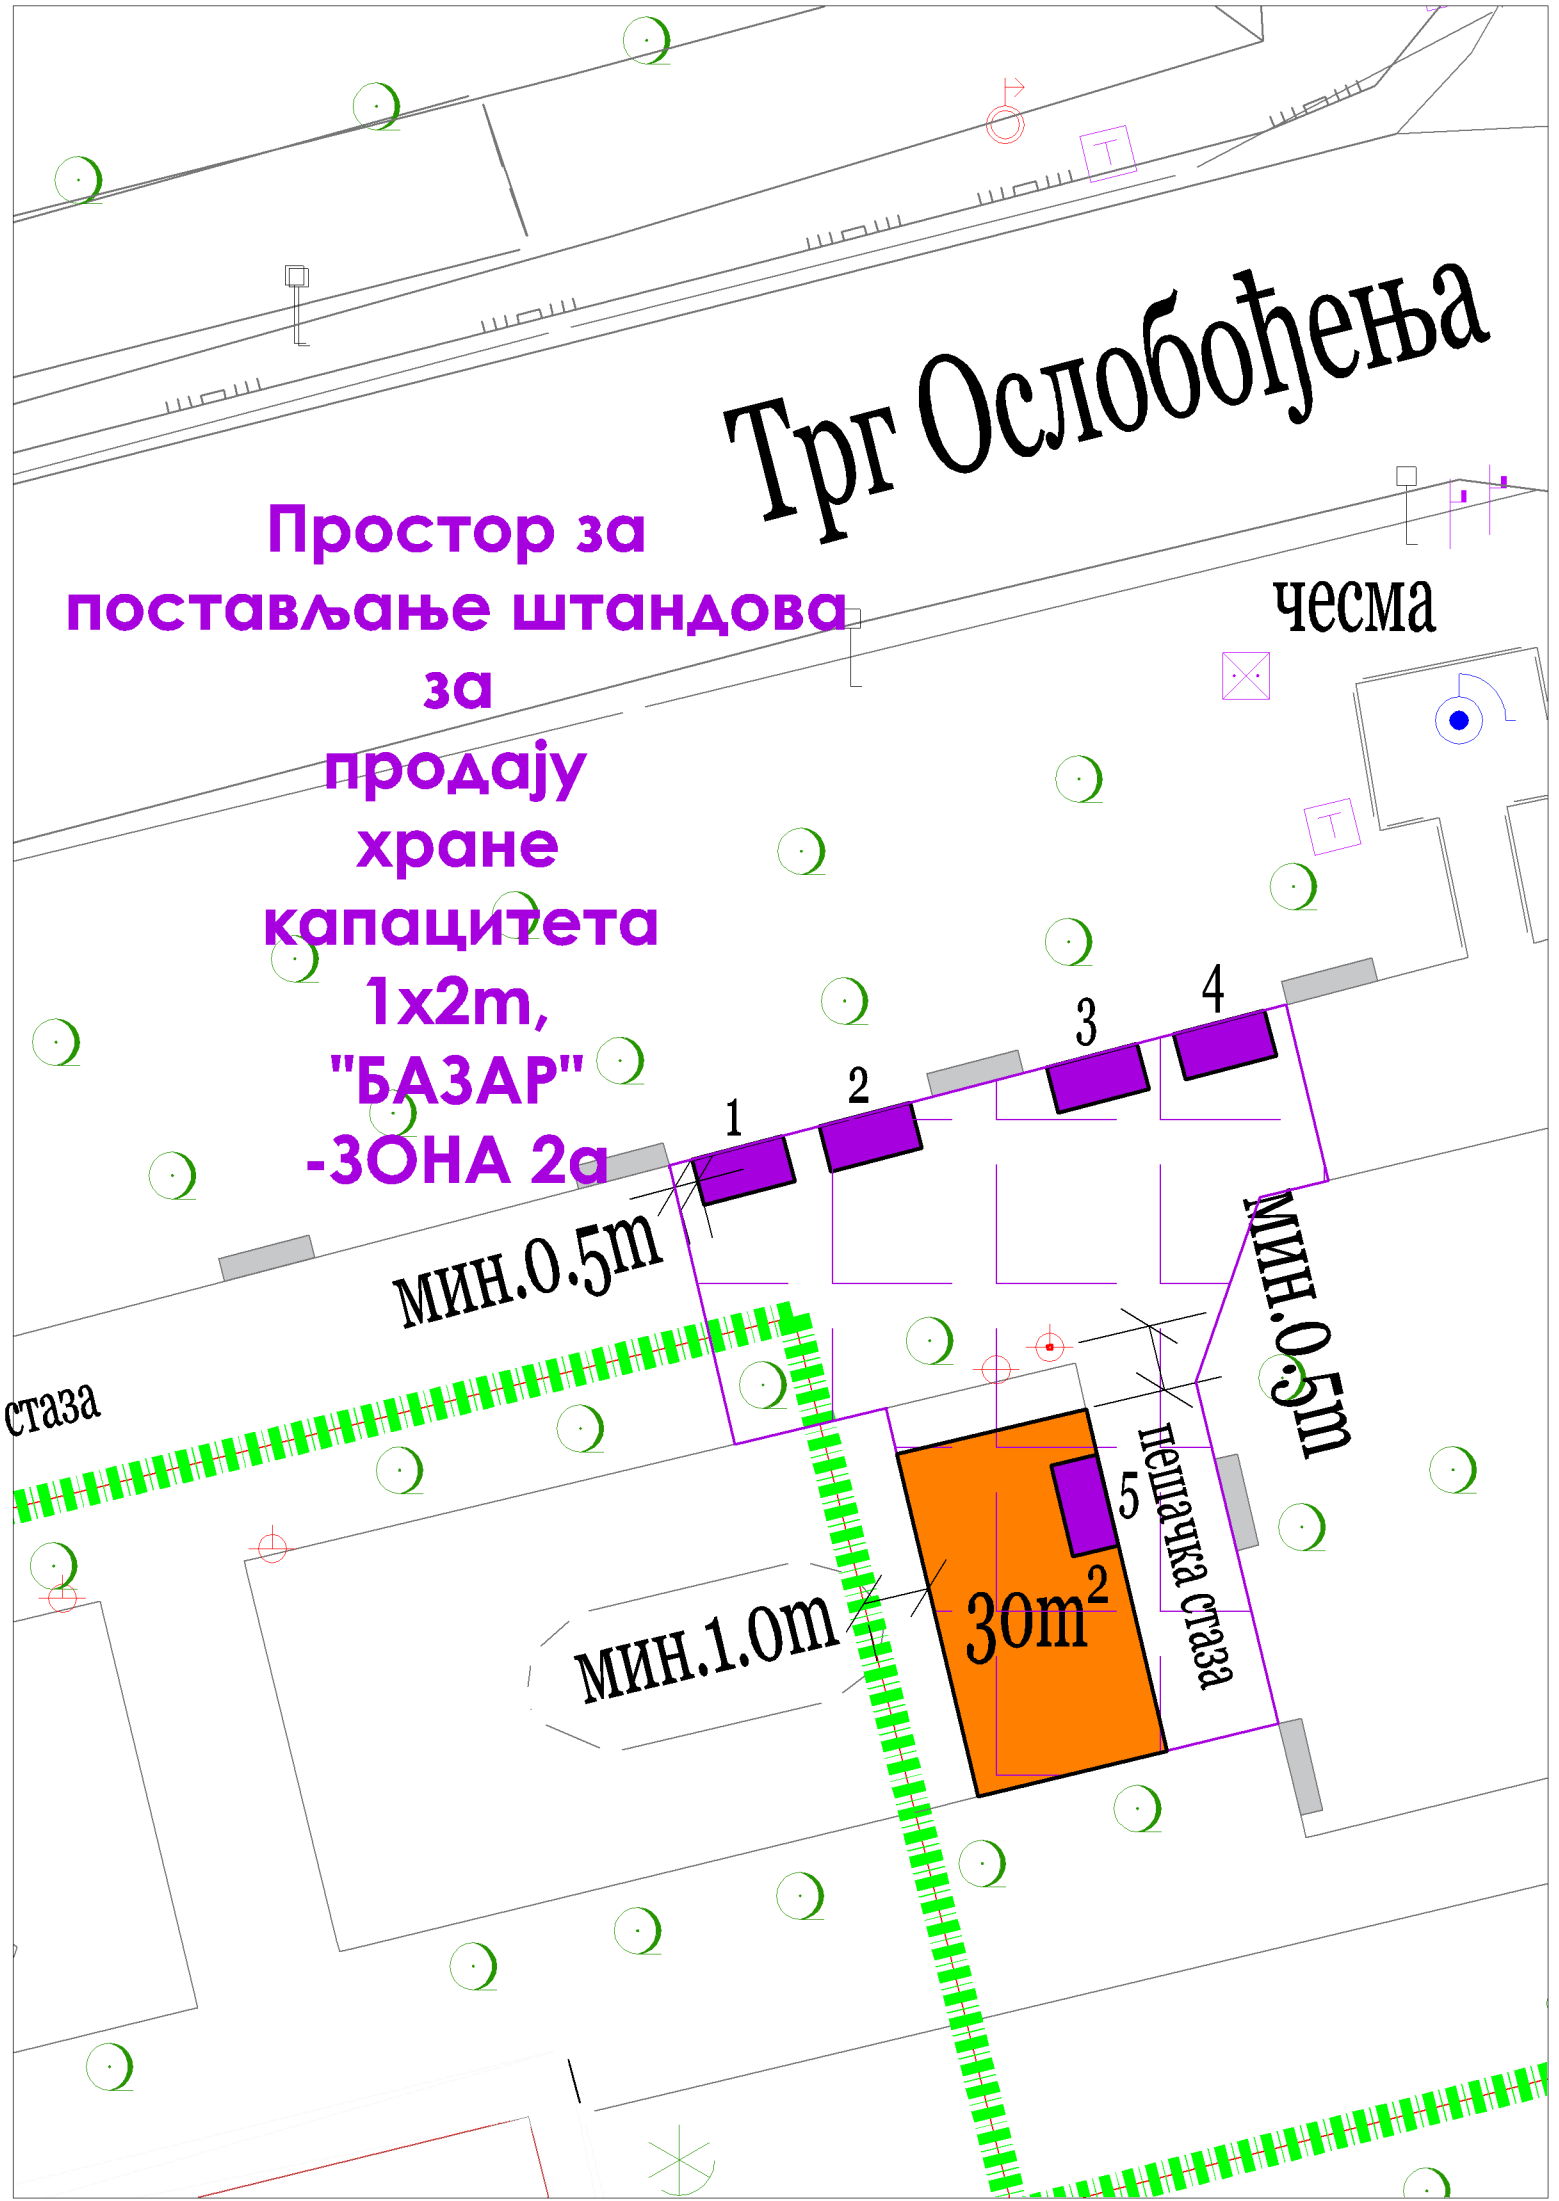 Трг Ослобођења
Простор за
постављање штандова
за
продају
хране
капацитета
1x2m,
"БАЗАР"
-ЗОНА 2а
чесма
T
T
4
3
2
1
мин.0.5m
мин.0.5m
стаза
5
пешачка стаза
30m²
мин.1.0m